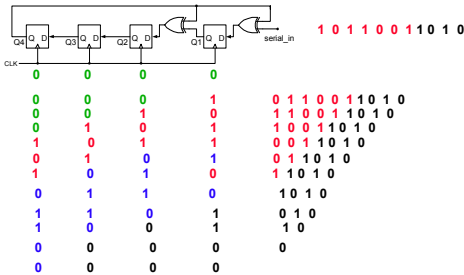 1 0 1 1 0 0 1 1 0 1 0
Q4 Q D Q3 Q D Q2 Q D Q1 Q D serial_in
CLK
0 0 0 0
0 0 0 1 0 1 1 0 0 1 1 0 1 0
0 0 1 0 1 1 0 0 1 1 0 1 0
0 1 0 1 1 0 0 1 1 0 1 0
1 0 1 1 0 0 1 1 0 1 0
0 1 0 1 0 1 1 0 1 0
1 0 1 0 1 1 0 1 0
0 1 1 0 1 0 1 0
1 1 0 1 0 1 0
1 0 0 1 1 0
0 0 0 0 0
0 0 0 0